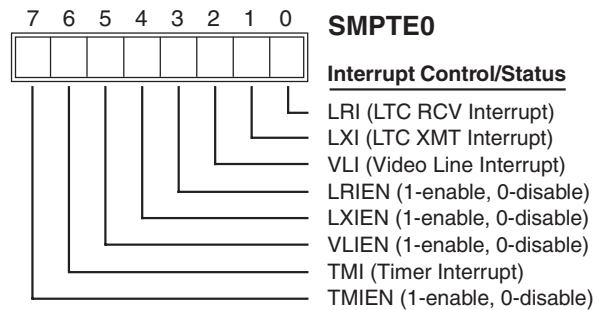 7 6 5 4 3 2 1 0
SMPTE0
Interrupt Control/Status
LRI (LTC RCV Interrupt)
LXI (LTC XMT Interrupt)
VLI (Video Line Interrupt)
LRIEN (1-enable, 0-disable)
LXIEN (1-enable, 0-disable)
VLIEN (1-enable, 0-disable)
TMI (Timer Interrupt)
TMIEN (1-enable, 0-disable)